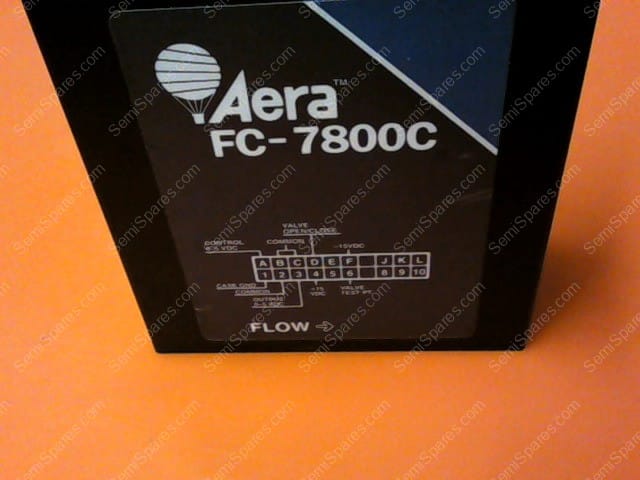 Aera™
FC-7800C
VALVE
OPEN/CLOSE
CONTROL
COMMON
-15VDC
0-5 VDC
A B C D E F J K L
1 2 3 4 5 6 8 9 10
CASE GND
COMMON
+15
VDC
VALVE
TEST PT.
OUTPUT
0-5 VDC
FLOW
SemiSpares.com